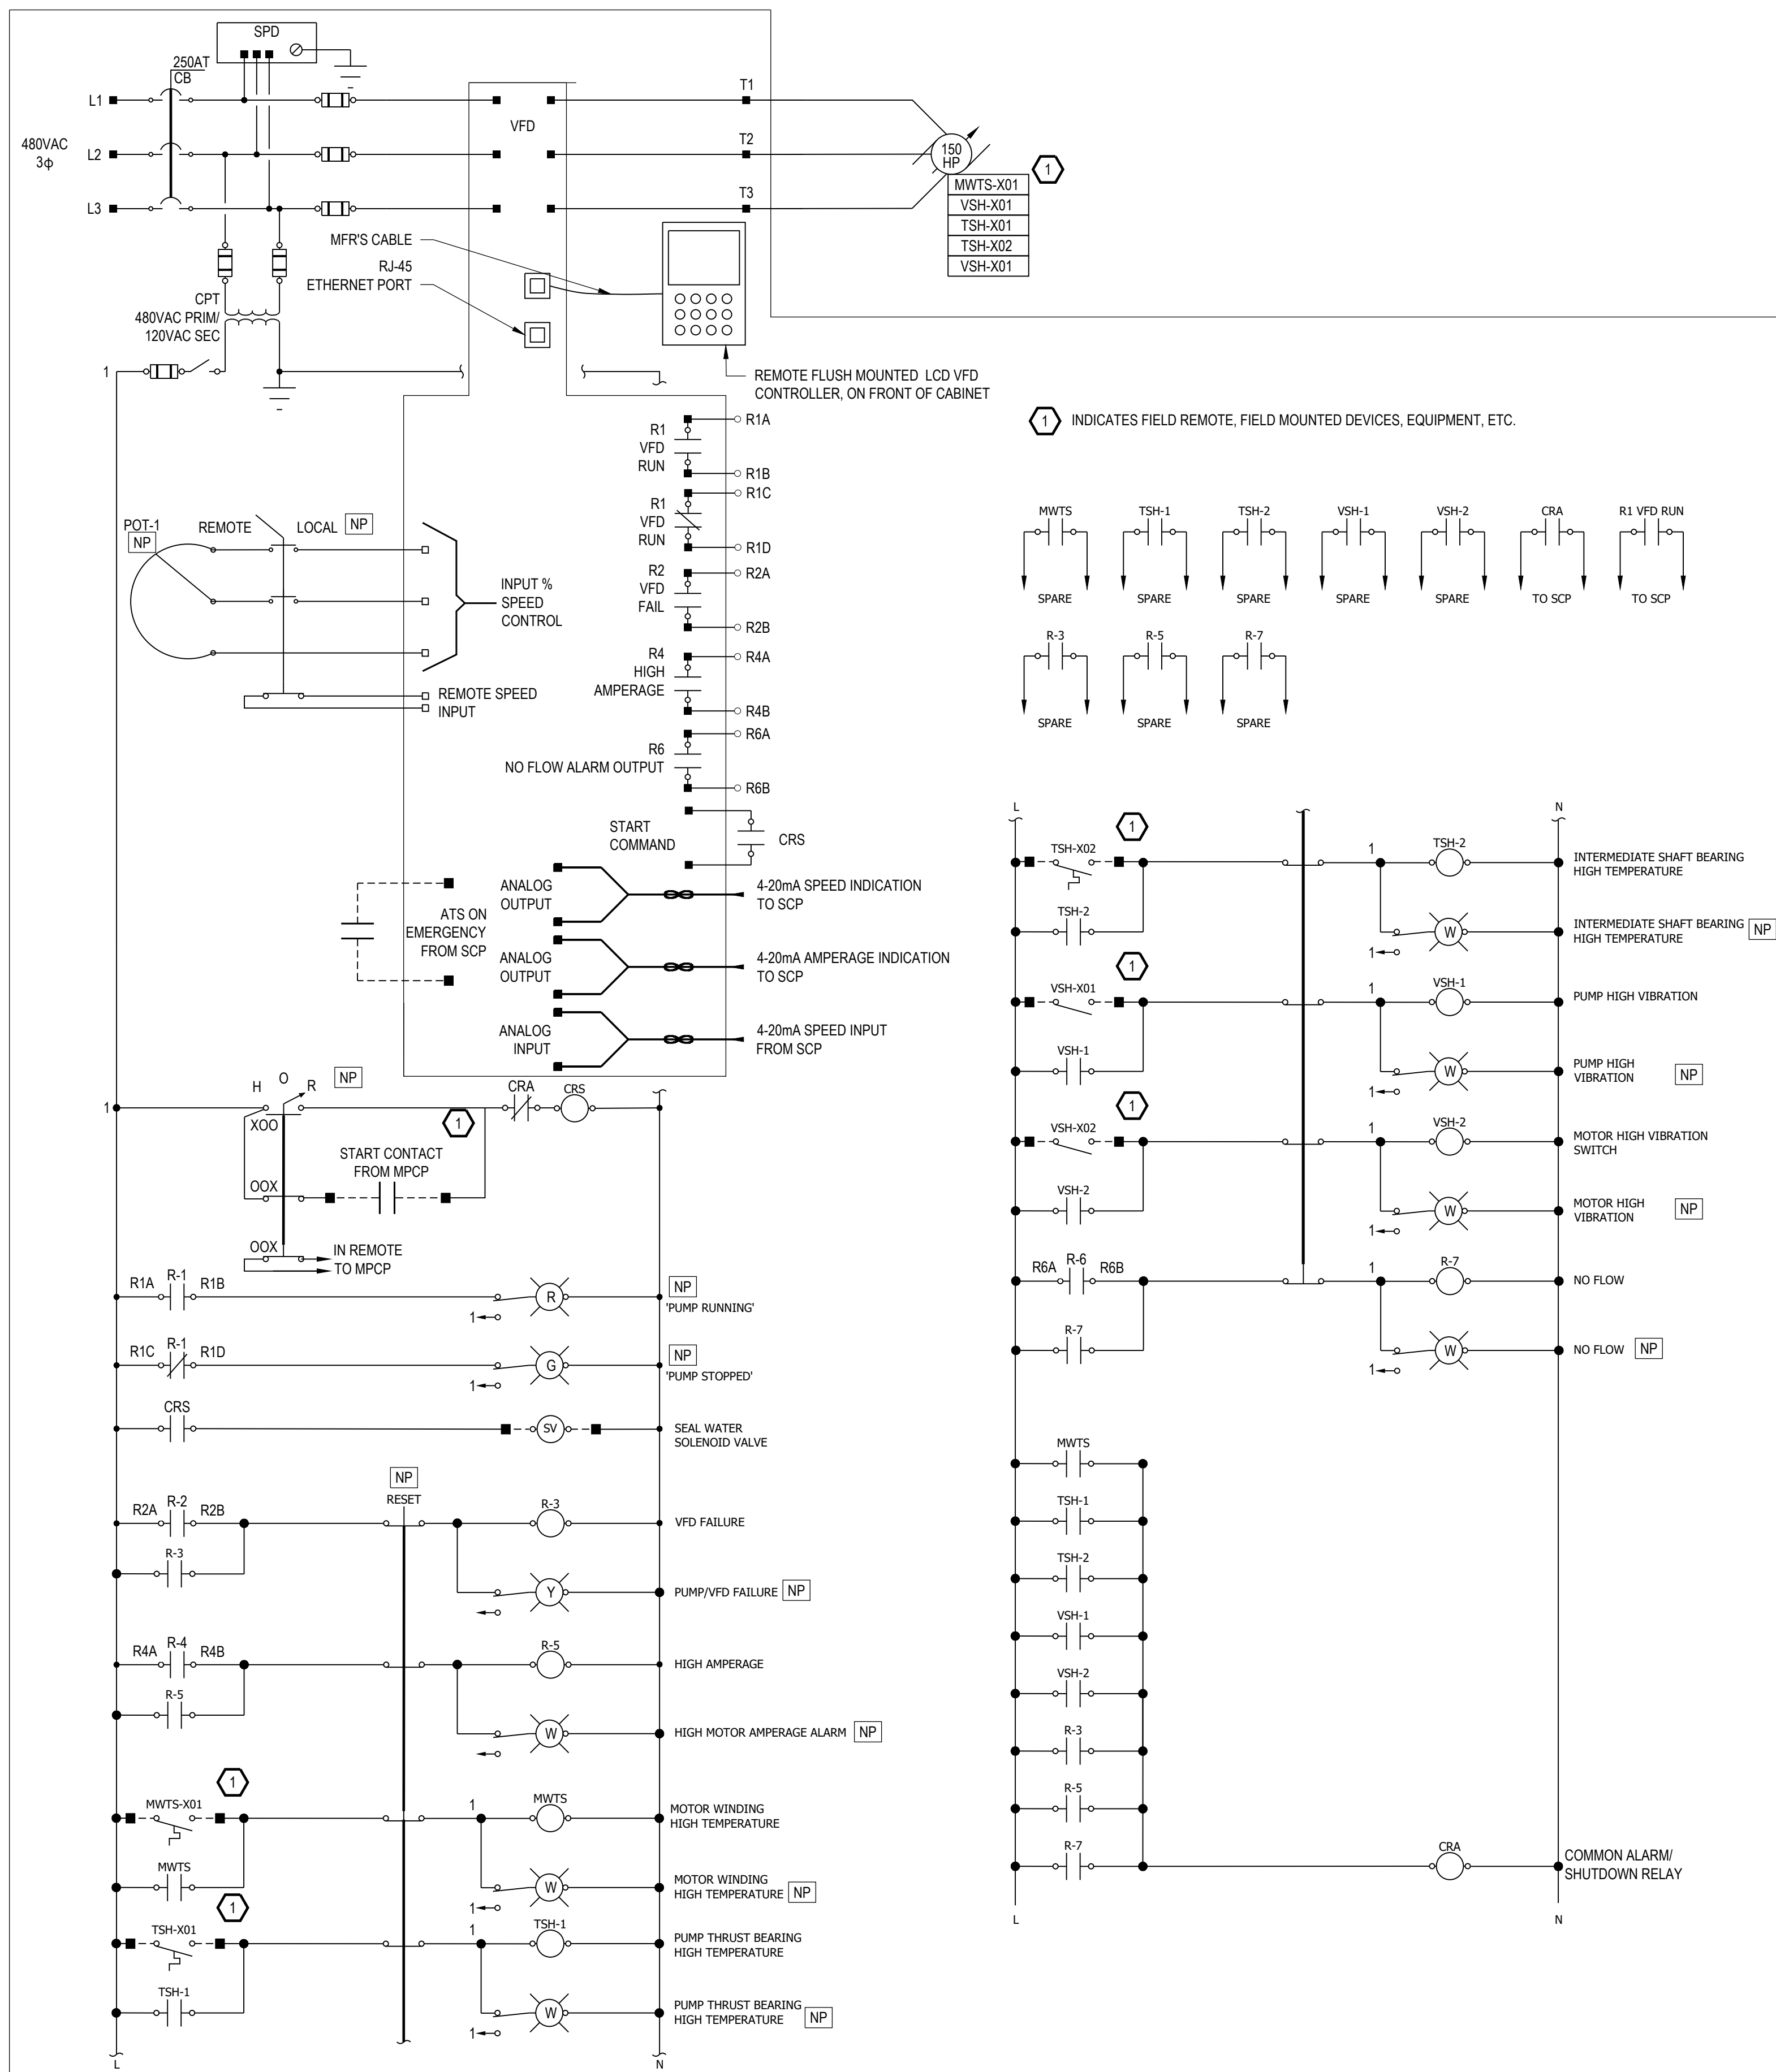 SPD
250AT
CB
L1
L2
L3
480VAC
3ϕ
VFD
T1
T2
T3
150
HP
1
MWTS-X01
VSH-X01
TSH-X01
TSH-X02
VSH-X01
MFR'S CABLE
RJ-45
ETHERNET PORT
CPT
480VAC PRIM/
120VAC SEC
1
REMOTE FLUSH MOUNTED LCD VFD
CONTROLLER, ON FRONT OF CABINET
R1
VFD
RUN
R1A
R1B
R1
VFD
RUN
R1C
R1D
R2
VFD
FAIL
R2A
R2B
R4
HIGH
AMPERAGE
R4A
R4B
R6
NO FLOW ALARM OUTPUT
R6A
R6B
POT-1
NP
REMOTE
LOCAL
NP
INPUT %
SPEED
CONTROL
REMOTE SPEED
INPUT
START
COMMAND
CRS
ATS ON
EMERGENCY
FROM SCP
ANALOG
OUTPUT
4-20mA SPEED INDICATION
TO SCP
ANALOG
OUTPUT
4-20mA AMPERAGE INDICATION
TO SCP
ANALOG
INPUT
4-20mA SPEED INPUT
FROM SCP
1
H
O
R
NP
XOO
1
CRA
CRS
START CONTACT
FROM MPCP
OOX
OOX
IN REMOTE
TO MPCP
R1A
R-1
R1B
1
R
NP
'PUMP RUNNING'
R1C
R-1
R1D
1
G
NP
'PUMP STOPPED'
CRS
SV
SEAL WATER
SOLENOID VALVE
NP
RESET
R2A
R-2
R2B
R-3
VFD FAILURE
R-3
Y
PUMP/VFD FAILURE
NP
R4A
R-4
R4B
R-5
HIGH AMPERAGE
R-5
W
HIGH MOTOR AMPERAGE ALARM
NP
1
MWTS-X01
1
MWTS
MOTOR WINDING
HIGH TEMPERATURE
MWTS
1
W
MOTOR WINDING
HIGH TEMPERATURE
NP
1
TSH-X01
1
TSH-1
PUMP THRUST BEARING
HIGH TEMPERATURE
TSH-1
1
W
PUMP THRUST BEARING
HIGH TEMPERATURE
NP
L
N
1
INDICATES FIELD REMOTE, FIELD MOUNTED DEVICES, EQUIPMENT, ETC.
MWTS
SPARE
TSH-1
SPARE
TSH-2
SPARE
VSH-1
SPARE
VSH-2
SPARE
CRA
TO SCP
R1 VFD RUN
TO SCP
R-3
SPARE
R-5
SPARE
R-7
SPARE
L
N
1
TSH-X02
1
TSH-2
INTERMEDIATE SHAFT BEARING
HIGH TEMPERATURE
TSH-2
1
W
INTERMEDIATE SHAFT BEARING
HIGH TEMPERATURE
NP
1
VSH-X01
1
VSH-1
PUMP HIGH VIBRATION
VSH-1
1
W
PUMP HIGH
VIBRATION
NP
1
VSH-X02
1
VSH-2
MOTOR HIGH VIBRATION
SWITCH
VSH-2
1
W
MOTOR HIGH
VIBRATION
NP
R6A
R-6
R6B
1
R-7
NO FLOW
R-7
1
W
NO FLOW
NP
MWTS
TSH-1
TSH-2
VSH-1
VSH-2
R-3
R-5
R-7
CRA
COMMON ALARM/
SHUTDOWN RELAY
L
N